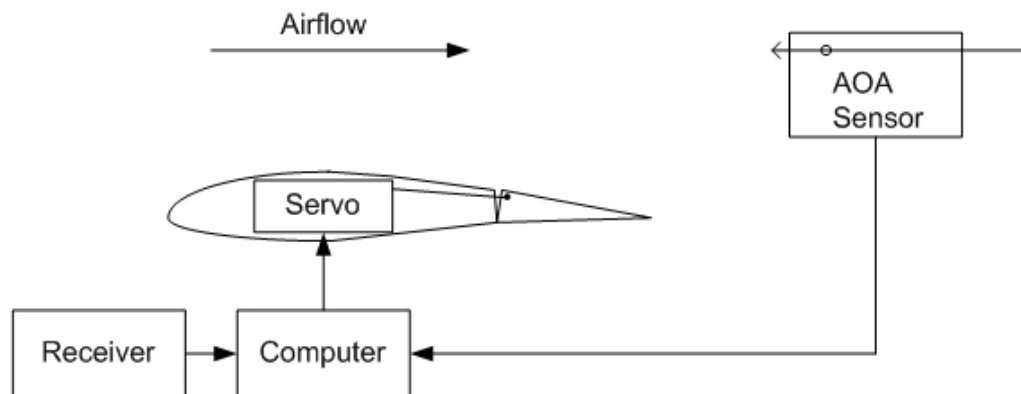 Airflow
AOA
Sensor
Servo
Receiver
Computer